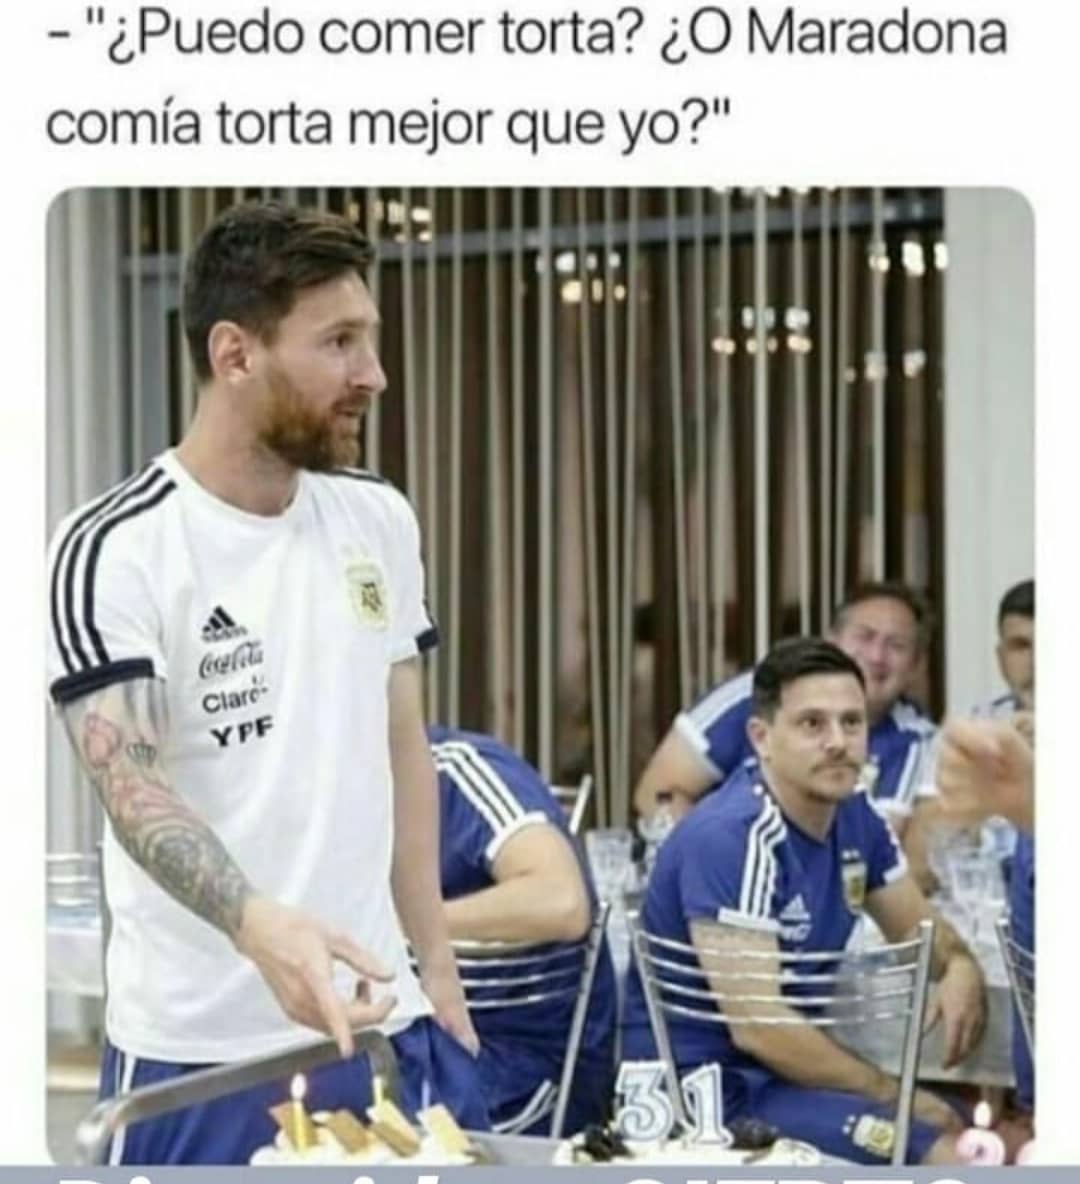 - "¿Puedo comer torta? ¿O Maradona
comía torta mejor que yo?"
adidas
Coca-Cola
Claro-
YPF
31